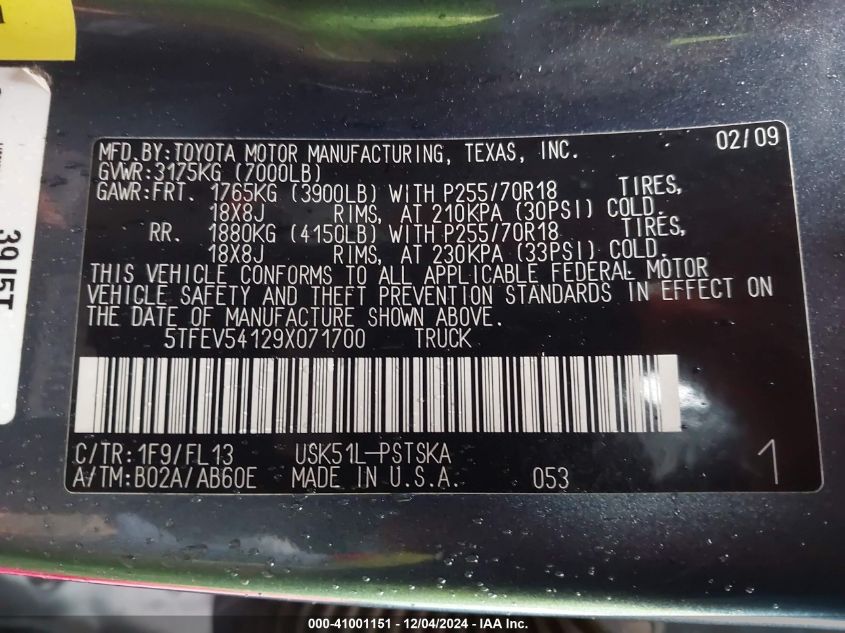 MFD.BY:TOYOTA MOTOR MANUFACTURING, TEXAS, INC. 02/09
GVWR:3175KG (7000LB)
GAWR:FRT. 1765KG (3900LB) WITH P255/70R18 TIRES,
18X8J RIMS, AT 210KPA (30PSI) COLD.
RR. 1880KG (4150LB) WITH P255/70R18 TIRES,
18X8J RIMS, AT 230KPA (33PSI) COLD.
THIS VEHICLE CONFORMS TO ALL APPLICABLE FEDERAL MOTOR
VEHICLE SAFETY AND THEFT PREVENTION STANDARDS IN EFFECT ON
THE DATE OF MANUFACTURE SHOWN ABOVE.
5TFEV54129X071700 TRUCK
C/TR:1F9/FL13 USK51L-PSTSKA
A/TM:B02A/AB60E MADE IN U.S.A. 053 1
39J5T
000-41001151 - 12/04/2024 - IAA Inc.